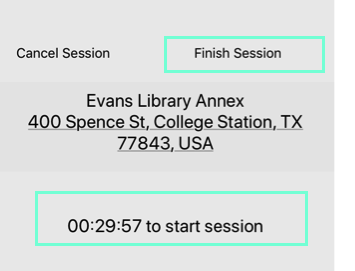 Cancel Session
Finish Session
Evans Library Annex
400 Spence St, College Station, TX
77843, USA
00:29:57 to start session